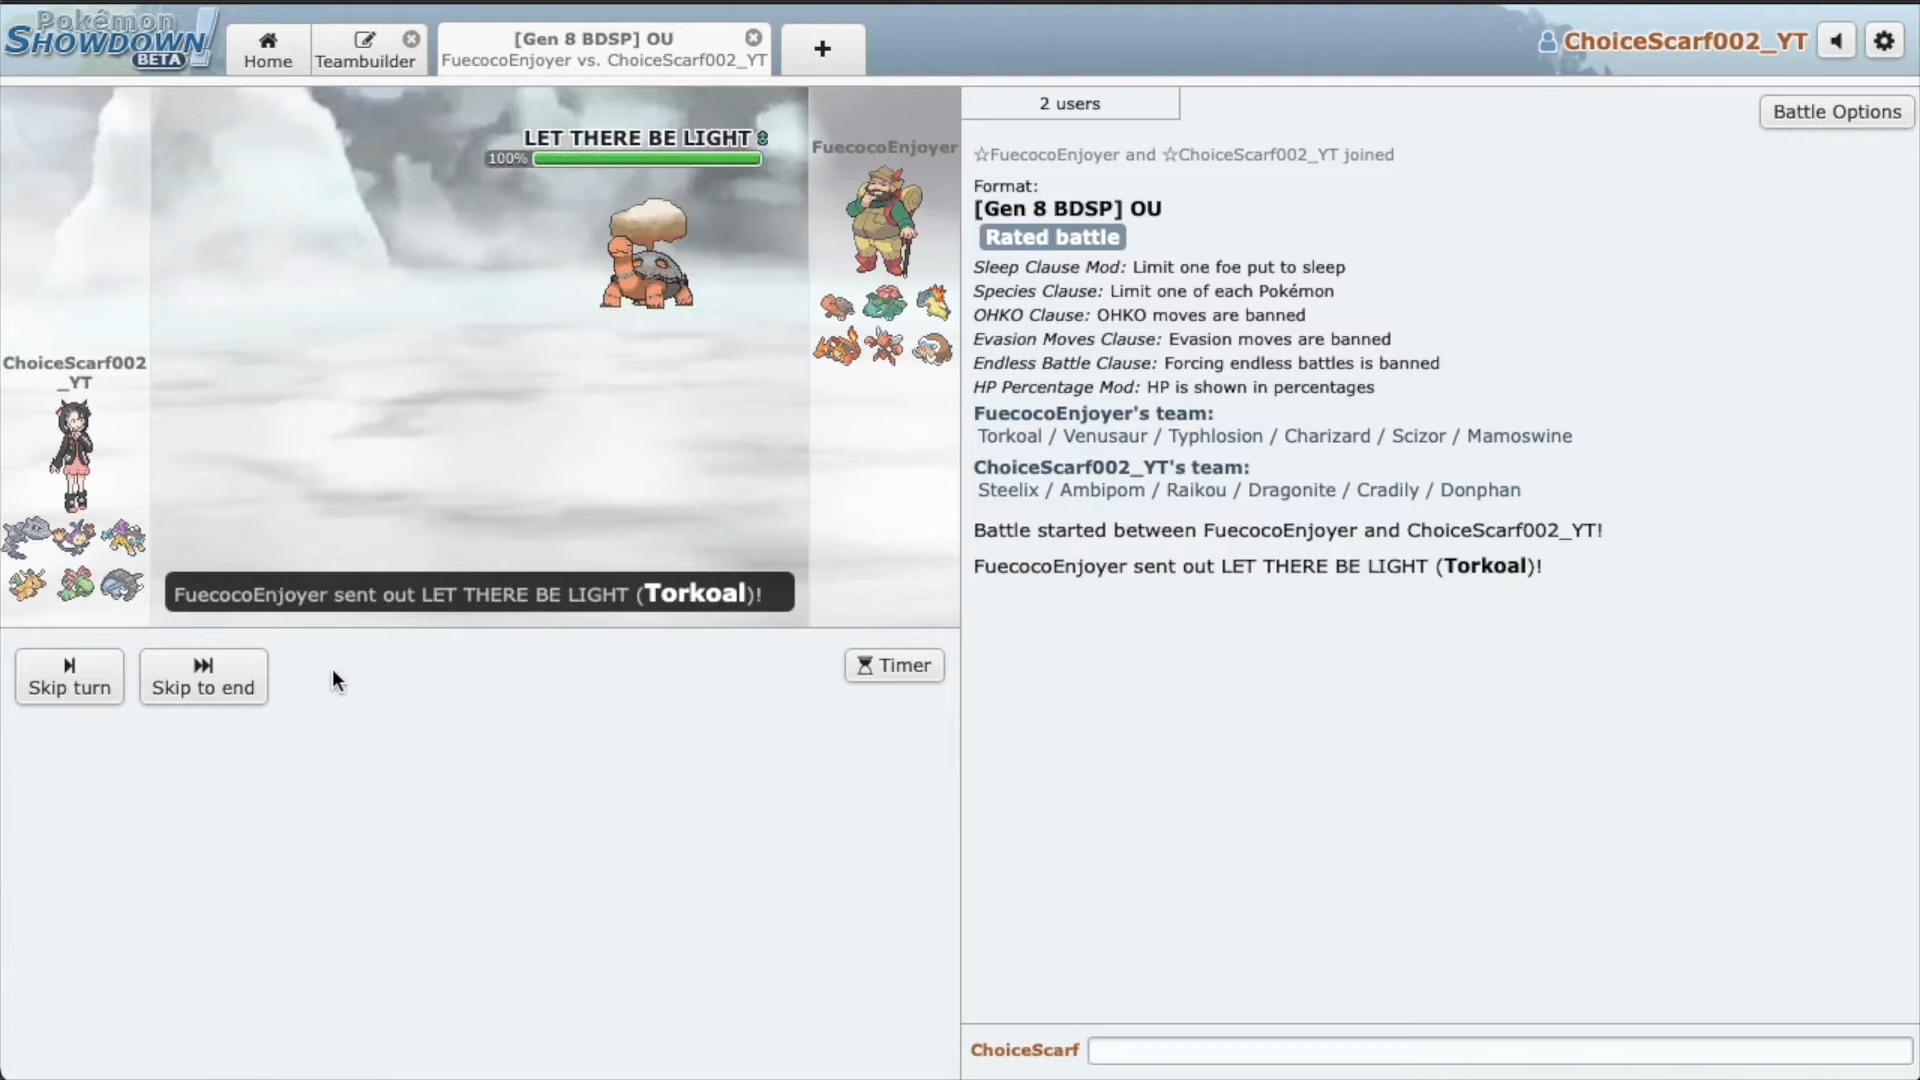 Pokémon
SHOWDOWN!
BETA
Home
Teambuilder
[Gen 8 BDSP] OU
FuecocoEnjoyer vs. ChoiceScarf002_YT
+
ChoiceScarf002_YT
LET THERE BE LIGHT
100%
FuecocoEnjoyer
ChoiceScarf002
_YT
FuecocoEnjoyer sent out LET THERE BE LIGHT (Torkoal)!
Skip turn
Skip to end
Timer
2 users
Battle Options
☆FuecocoEnjoyer and ☆ChoiceScarf002_YT joined
Format:
[Gen 8 BDSP] OU
Rated battle
Sleep Clause Mod: Limit one foe put to sleep
Species Clause: Limit one of each Pokémon
OHKO Clause: OHKO moves are banned
Evasion Moves Clause: Evasion moves are banned
Endless Battle Clause: Forcing endless battles is banned
HP Percentage Mod: HP is shown in percentages
FuecocoEnjoyer's team:
Torkoal / Venusaur / Typhlosion / Charizard / Scizor / Mamoswine
ChoiceScarf002_YT's team:
Steelix / Ambipom / Raikou / Dragonite / Cradily / Donphan
Battle started between FuecocoEnjoyer and ChoiceScarf002_YT!
FuecocoEnjoyer sent out LET THERE BE LIGHT (Torkoal)!
ChoiceScarf